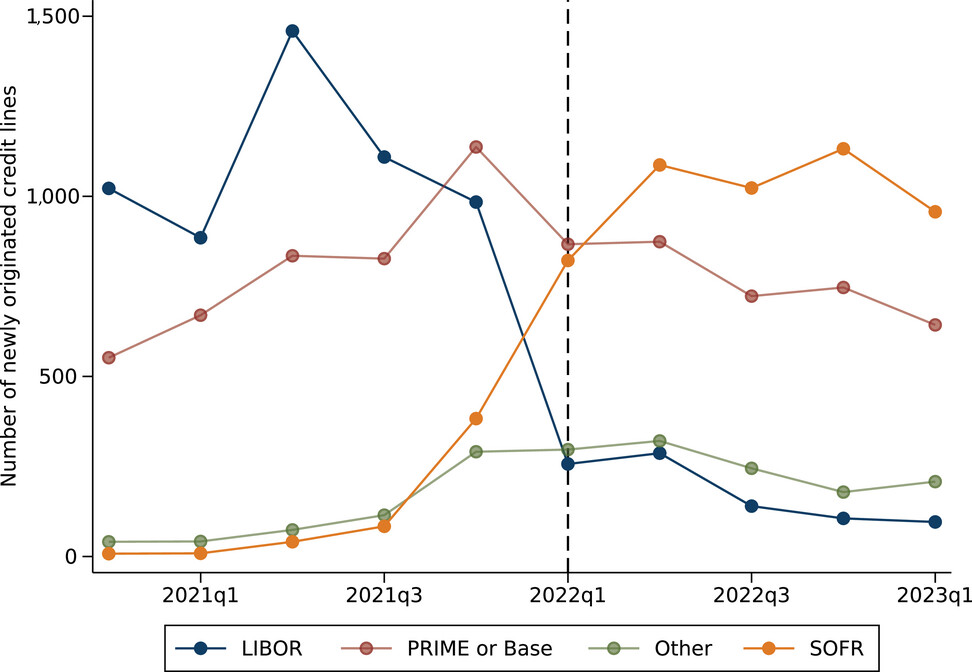 Number of newly originated credit lines
1,500
1,000
500
0
2021q1 2021q3 2022q1 2022q3 2023q1
LIBOR PRIME or Base Other SOFR